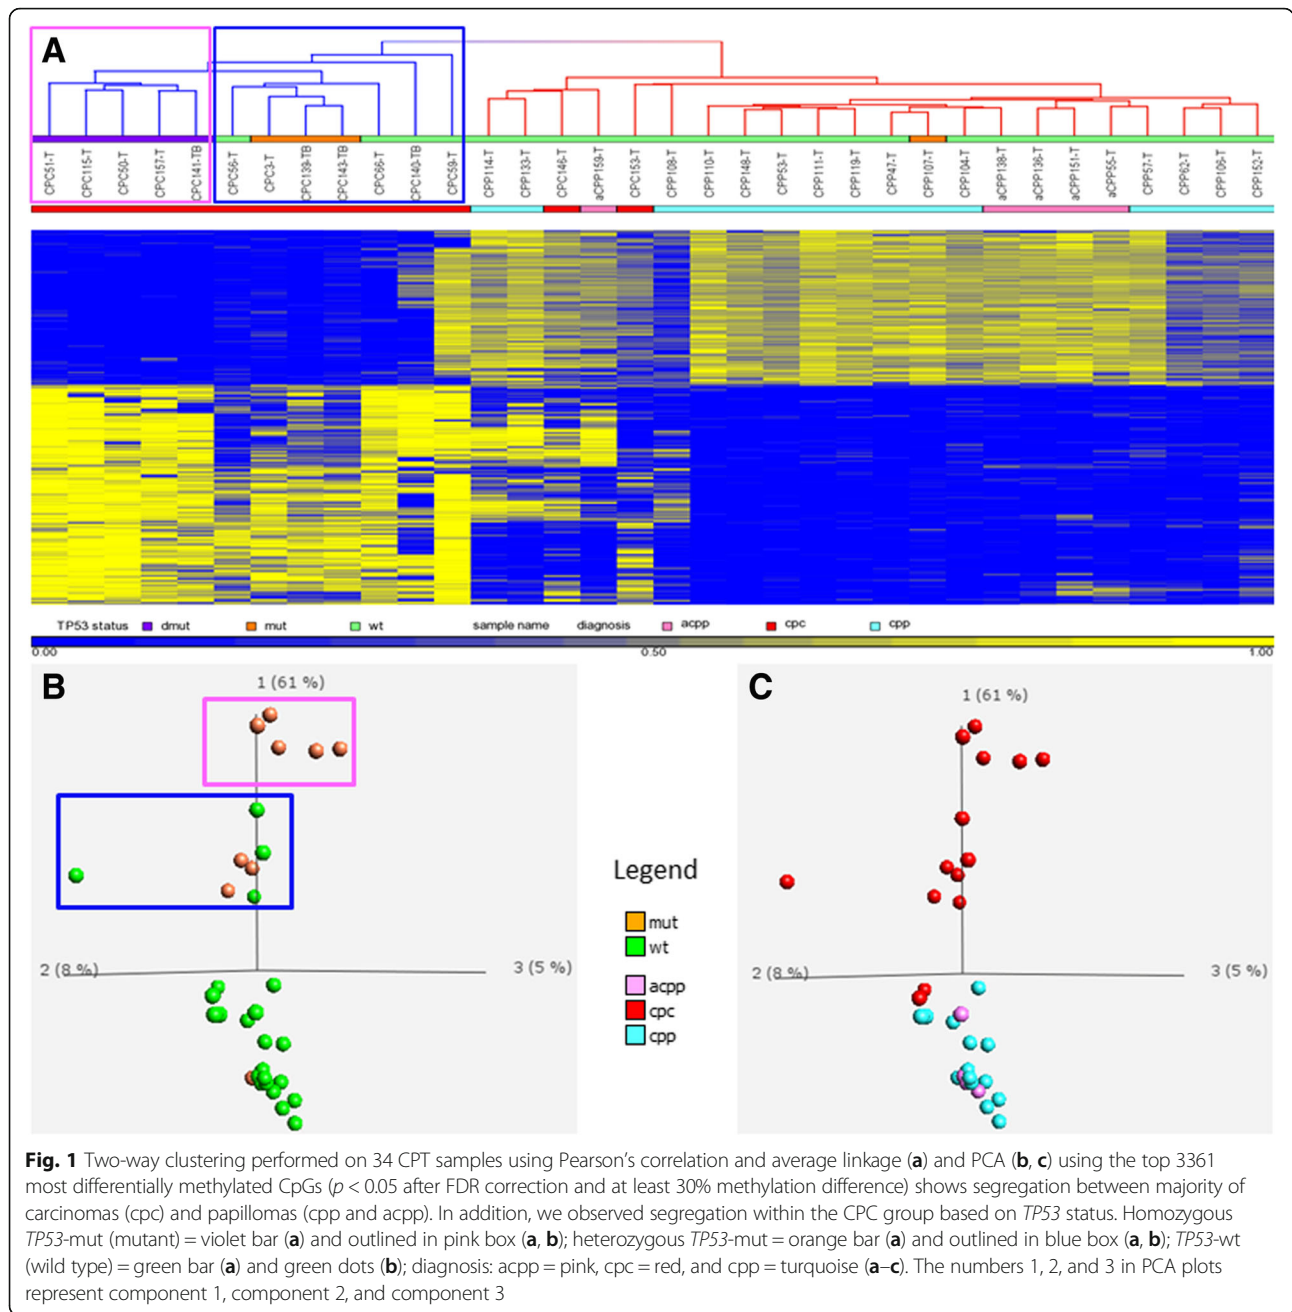 A
CPC51-T
CPC115-T
CPC50-T
CPC157-T
CPC141-TB
CPC56-T
CPC3-T
CPC139-TB
CPC143-TB
CPC66-T
CPC140-TB
CPC59-T
CPP114-T
CPP133-T
CPC146-T
aCPP159-T
CPC153-T
CPP108-T
CPP110-T
CPP148-T
CPP53-T
CPP111-T
CPP119-T
CPP47-T
CPP107-T
CPP104-T
aCPP138-T
aCPP136-T
aCPP151-T
aCPP55-T
CPP57-T
CPP62-T
CPP106-T
CPP152-T
TP53 status dmut mut wt sample name diagnosis acpp cpc cpp
0.00 0.50 1.00
B
1 (61 %)
2 (8 %)
3 (5 %)
Legend
mut
wt
acpp
cpc
cpp
C
1 (61 %)
2 (8 %)
3 (5 %)
Fig. 1 Two-way clustering performed on 34 CPT samples using Pearson's correlation and average linkage (a) and PCA (b, c) using the top 3361
most differentially methylated CpGs (p < 0.05 after FDR correction and at least 30% methylation difference) shows segregation between majority of
carcinomas (cpc) and papillomas (cpp and acpp). In addition, we observed segregation within the CPC group based on TP53 status. Homozygous
TP53-mut (mutant) = violet bar (a) and outlined in pink box (a, b); heterozygous TP53-mut = orange bar (a) and outlined in blue box (a, b); TP53-wt
(wild type) = green bar (a) and green dots (b); diagnosis: acpp = pink, cpc = red, and cpp = turquoise (a–c). The numbers 1, 2, and 3 in PCA plots
represent component 1, component 2, and component 3